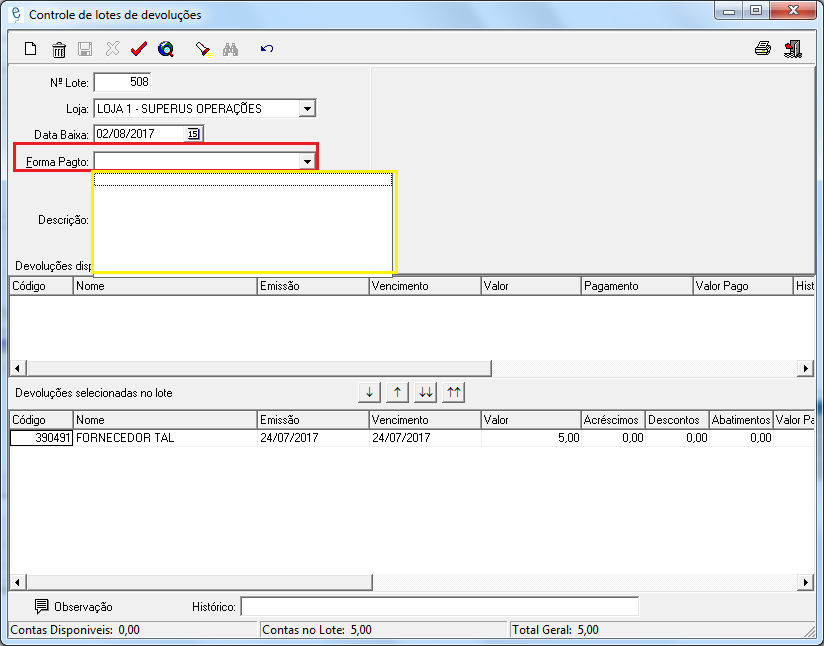 Controle de lotes de devoluções
Nº Lote: 508
Loja: LOJA 1 - SUPERUS OPERAÇÕES
Data Baixa: 02/08/2017 15
Forma Pagto:
Descrição:
Devoluções disp
Código Nome Emissão Vencimento Valor Pagamento Valor Pago Hist
Devoluções selecionadas no lote
Código Nome Emissão Vencimento Valor Acréscimos Descontos Abatimentos Valor Pa
390491 FORNECEDOR TAL 24/07/2017 24/07/2017 5,00 0,00 0,00 0,00
Observação Histórico:
Contas Disponiveis: 0,00 Contas no Lote: 5,00 Total Geral: 5,00